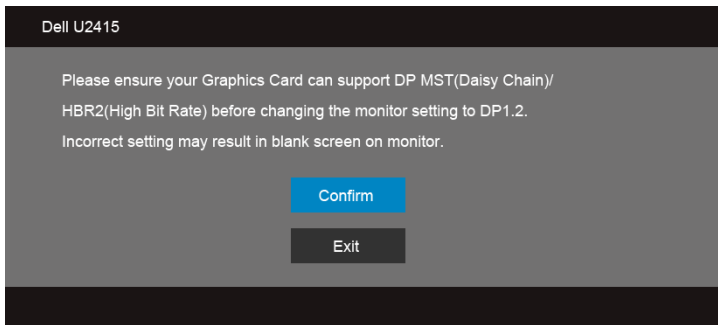 Dell U2415
Please ensure your Graphics Card can support DP MST(Daisy Chain)/
HBR2(High Bit Rate) before changing the monitor setting to DP1.2.
Incorrect setting may result in blank screen on monitor.
Confirm
Exit